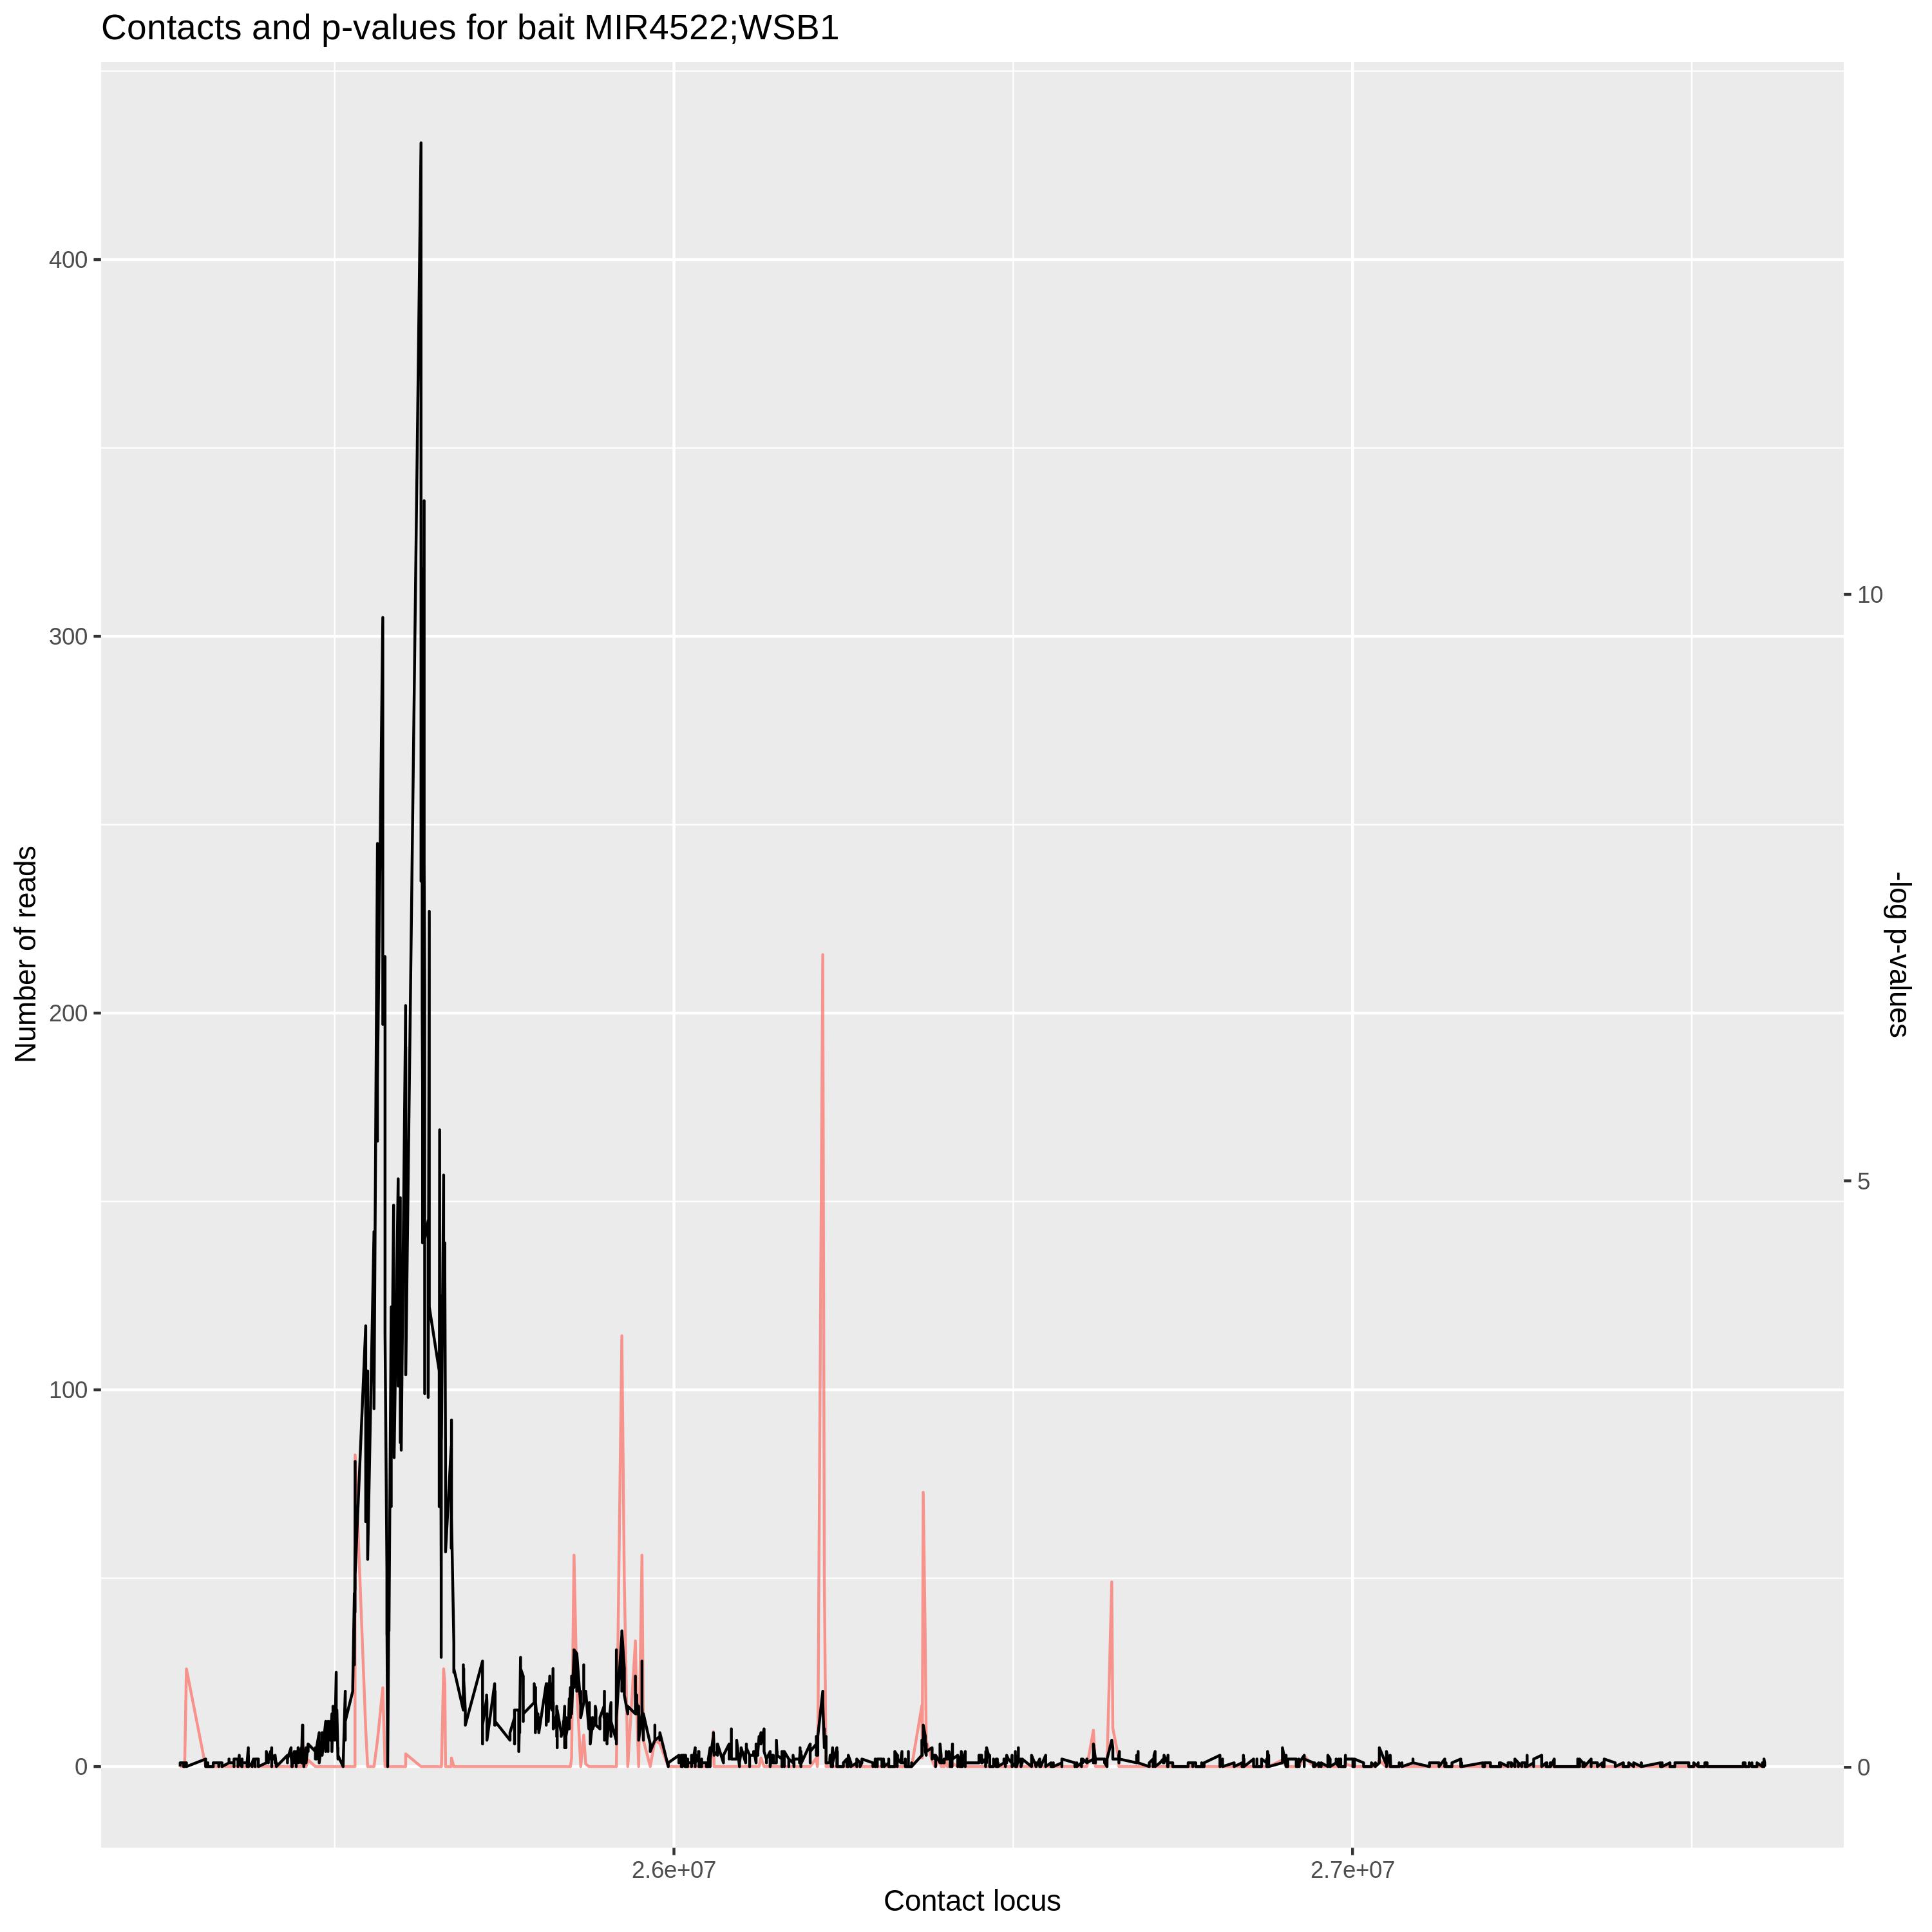 Contacts and p-values for bait MIR4522;WSB1
Number of reads
400
300
200
100
0
10
5
0
-log p-values
2.6e+07
2.7e+07
Contact locus